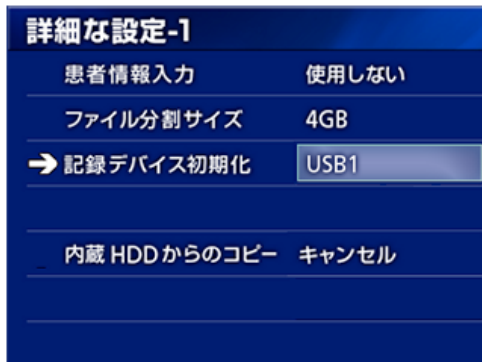 詳細な設定-1
患者情報入力 使用しない
ファイル分割サイズ 4GB
記録デバイス初期化 USB1
内蔵 HDDからのコピー キャンセル